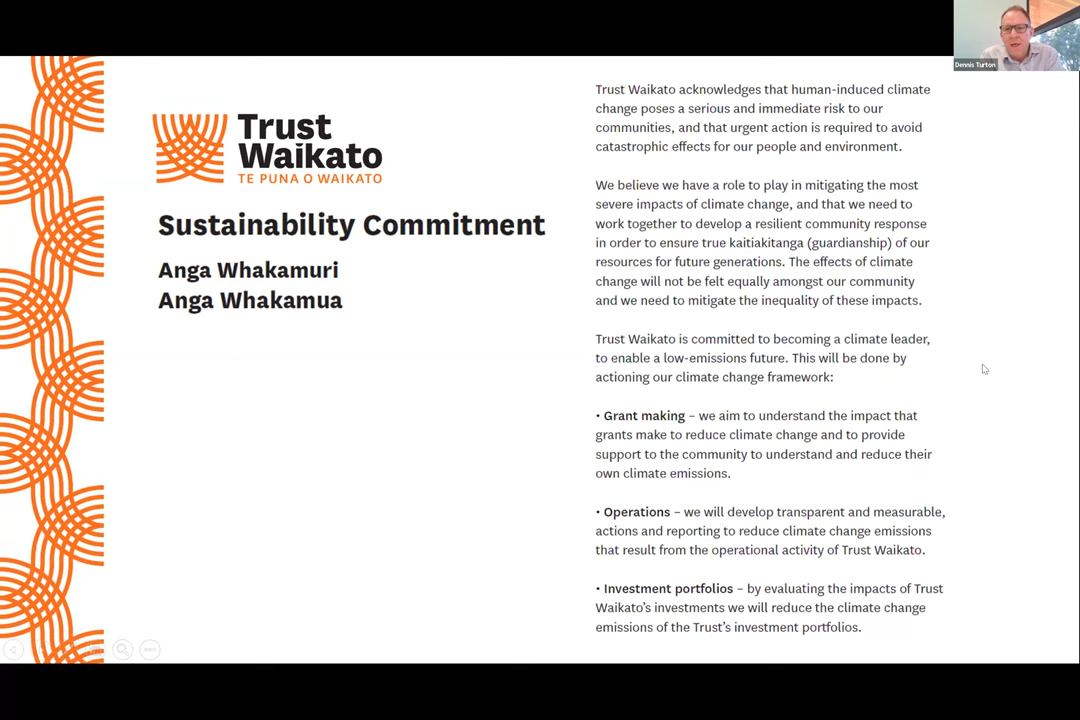 Dennis Turton
Trust
Waikato
TE PUNA O WAIKATO
Sustainability Commitment
Anga Whakamuri
Anga Whakamua
Trust Waikato acknowledges that human-induced climate
change poses a serious and immediate risk to our
communities, and that urgent action is required to avoid
catastrophic effects for our people and environment.
We believe we have a role to play in mitigating the most
severe impacts of climate change, and that we need to
work together to develop a resilient community response
in order to ensure true kaitiakitanga (guardianship) of our
resources for future generations. The effects of climate
change will not be felt equally amongst our community
and we need to mitigate the inequality of these impacts.
Trust Waikato is committed to becoming a climate leader,
to enable a low-emissions future. This will be done by
actioning our climate change framework:
• Grant making – we aim to understand the impact that
grants make to reduce climate change and to provide
support to the community to understand and reduce their
own climate emissions.
• Operations – we will develop transparent and measurable,
actions and reporting to reduce climate change emissions
that result from the operational activity of Trust Waikato.
• Investment portfolios – by evaluating the impacts of Trust
Waikato’s investments we will reduce the climate change
emissions of the Trust’s investment portfolios.